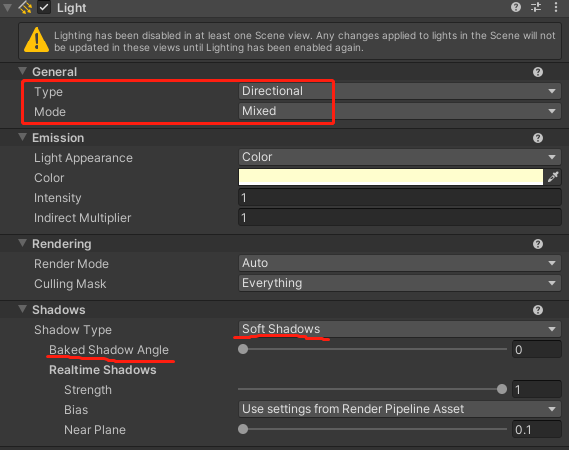 Light
Lighting has been disabled in at least one Scene view. Any changes applied to lights in the Scene will not
be updated in these views until Lighting has been enabled again.
General
Type Directional
Mode Mixed
Emission
Light Appearance Color
Color
Intensity 1
Indirect Multiplier 1
Rendering
Render Mode Auto
Culling Mask Everything
Shadows
Shadow Type Soft Shadows
Baked Shadow Angle 0
Realtime Shadows
Strength 1
Bias Use settings from Render Pipeline Asset
Near Plane 0.1